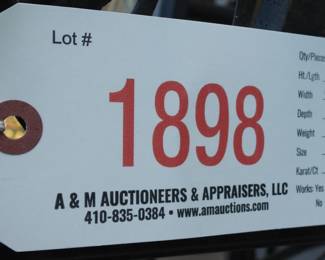 Lot #
1898
A & M AUCTIONEERS & APPRAISERS, LLC
410-835-0384 • www.amauctions.com
Qty/Pieces
Ht./Lgth
Width
Depth
Weight
Size
Karat/Ct
Works: Yes
No